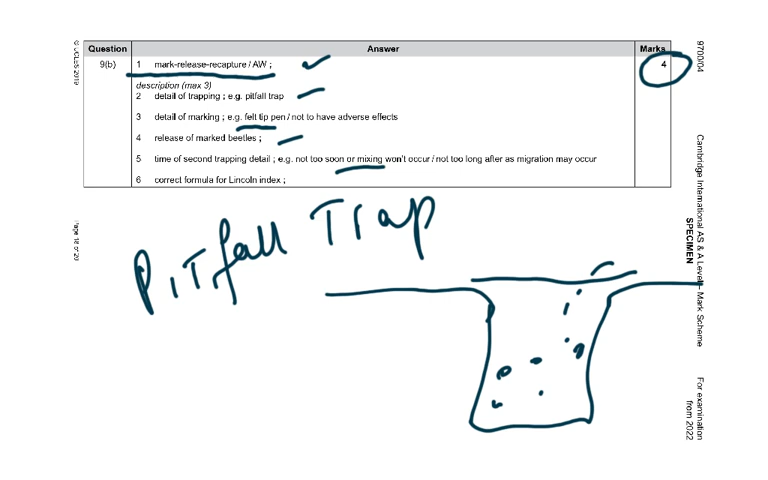 Question Answer Marks
9(b) 1 mark-release-recapture / AW ; 4
description (max 3)
2 detail of trapping ; e.g. pitfall trap
3 detail of marking ; e.g. felt tip pen / not to have adverse effects
4 release of marked beetles ;
5 time of second trapping detail ; e.g. not too soon or mixing won't occur / not too long after as migration may occur
6 correct formula for Lincoln index ;
Pitfall Trap
9700/04
Cambridge International AS & A Level – Mark Scheme
SPECIMEN
For examination
from 2022
© UCLES 2019